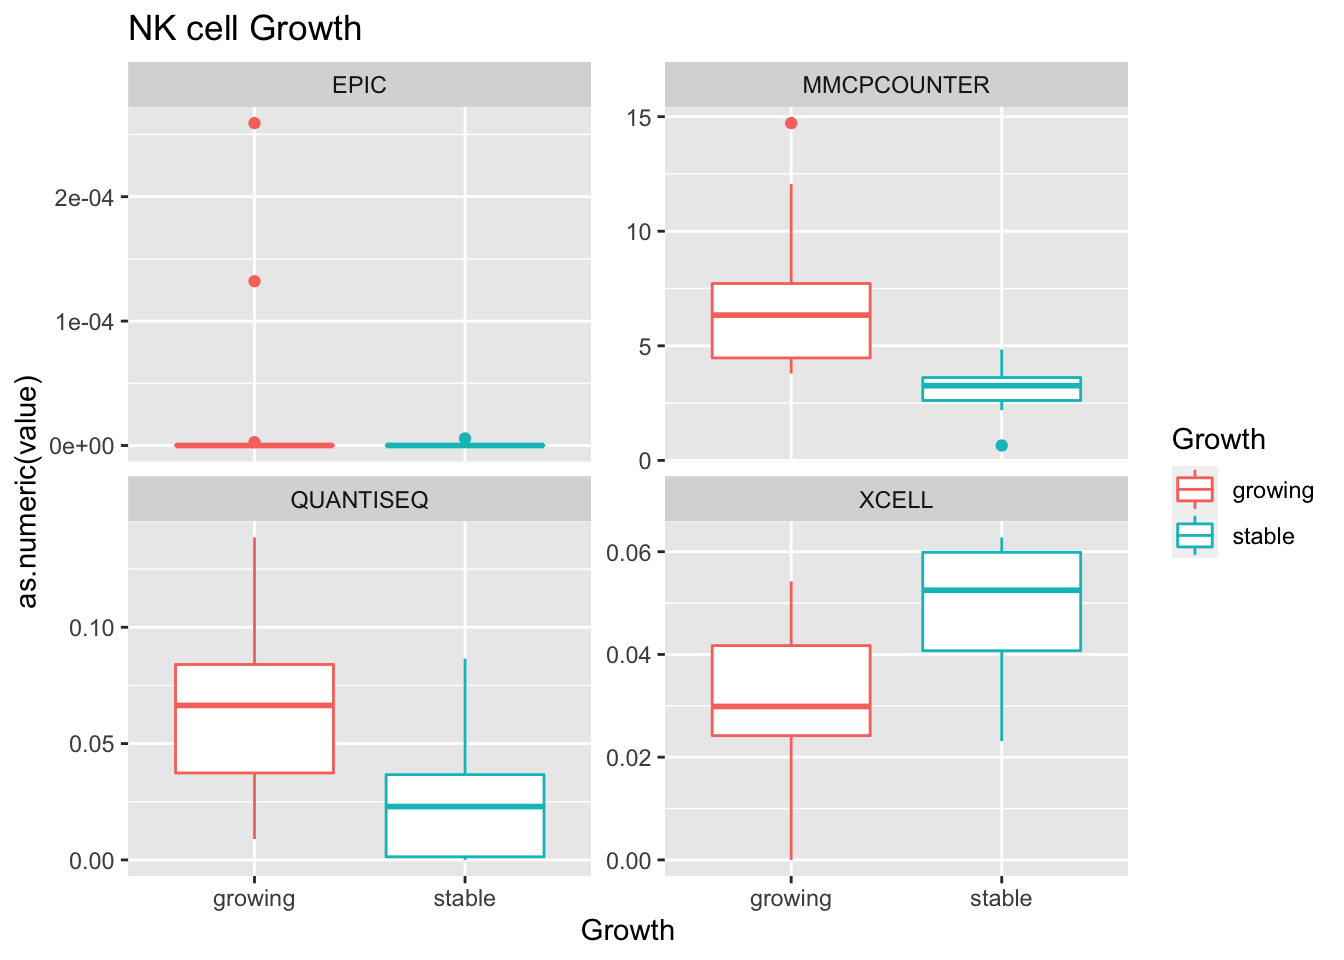 NK cell Growth
EPIC
MMCPCOUNTER
2e-04
1e-04
0e+00
15
10
5
0
QUANTISEQ
XCELL
0.10
0.05
0.00
0.06
0.04
0.02
0.00
growing
stable
growing
stable
Growth
as.numeric(value)
Growth
growing
stable